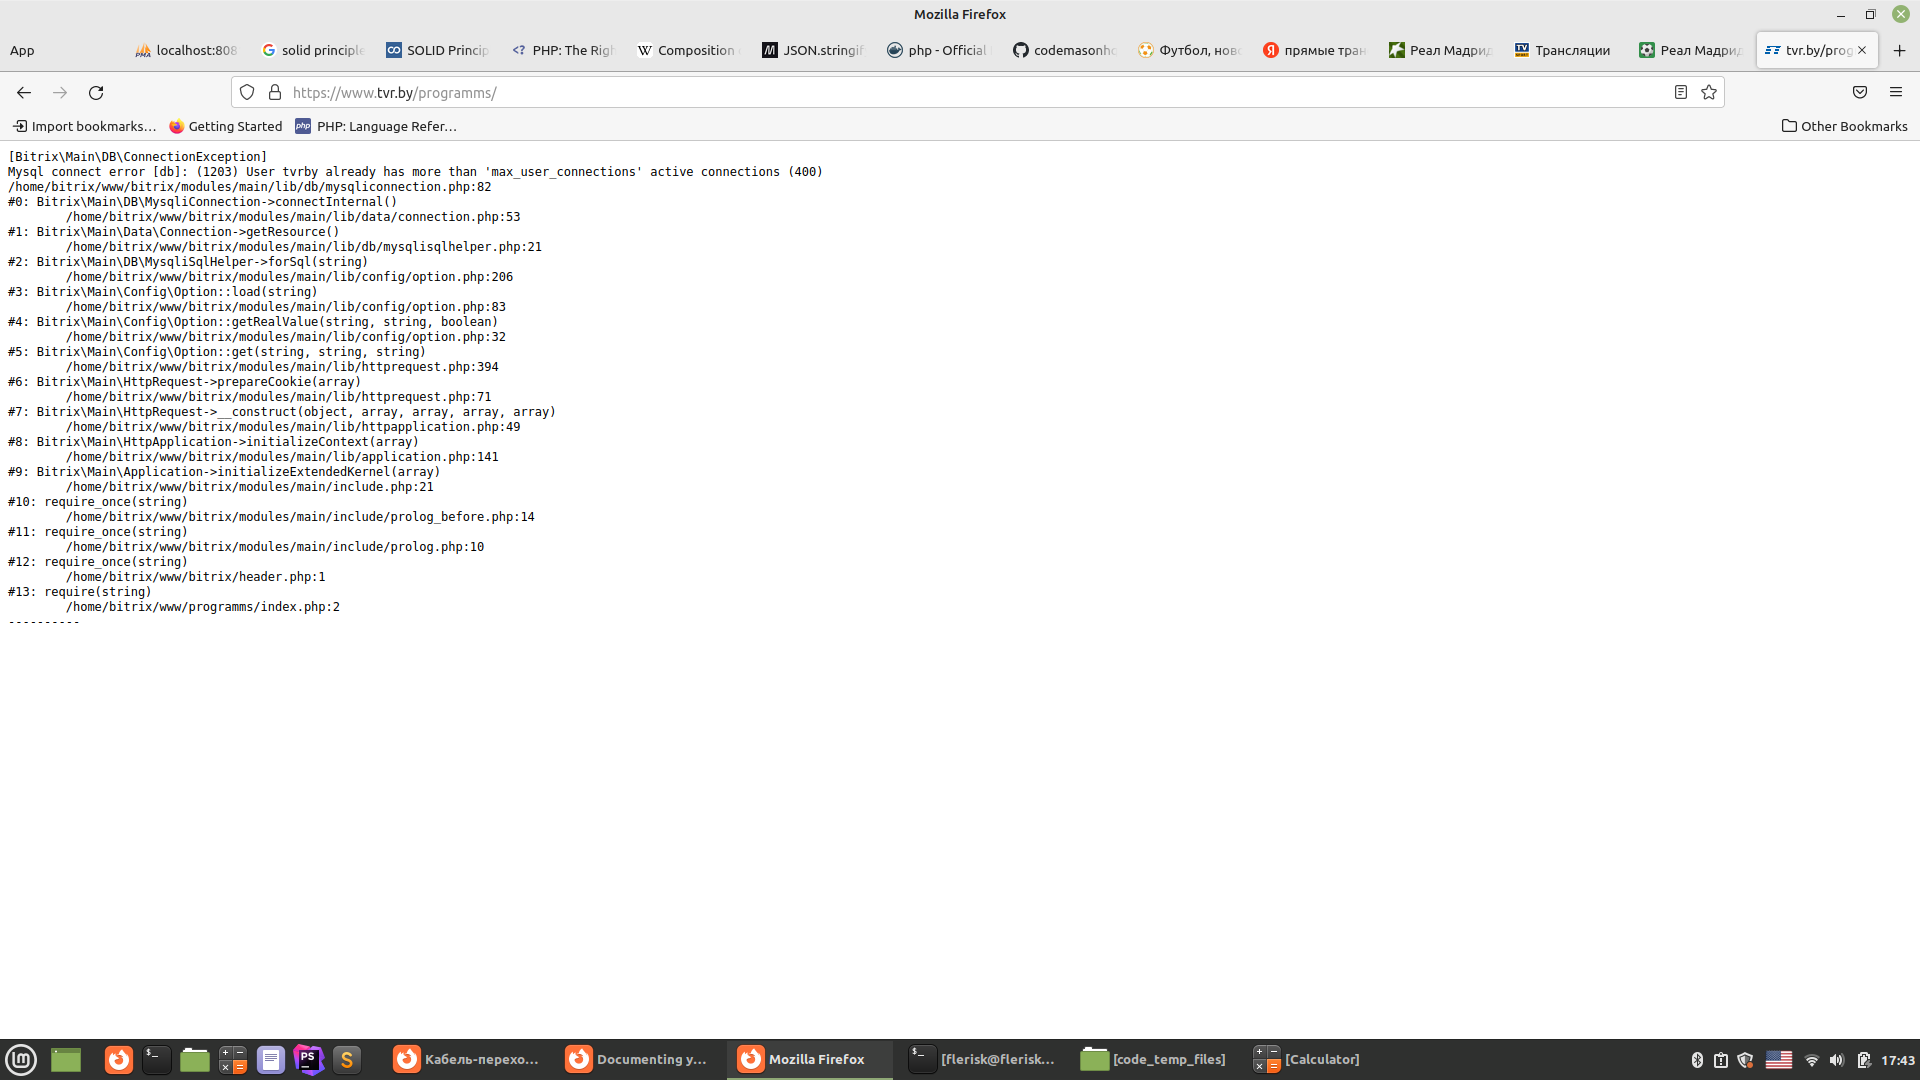 Mozilla Firefox
App
localhost:808
solid principle
SOLID Princip
PHP: The Righ
Composition
JSON.stringif
php - Official
codemasonho
Футбол, нов
прямые тран
Реал Мадрид
Трансляции
Реал Мадрид
tvr.by/prog
https://www.tvr.by/programms/
Import bookmarks...
Getting Started
php PHP: Language Refer...
Other Bookmarks
[Bitrix\Main\DB\ConnectionException]
Mysql connect error [db]: (1203) User tvrby already has more than 'max_user_connections' active connections (400)
/home/bitrix/www/bitrix/modules/main/lib/db/mysqliconnection.php:82
#0: Bitrix\Main\DB\MysqliConnection->connectInternal()
/home/bitrix/www/bitrix/modules/main/lib/data/connection.php:53
#1: Bitrix\Main\Data\Connection->getResource()
/home/bitrix/www/bitrix/modules/main/lib/db/mysqlisqlhelper.php:21
#2: Bitrix\Main\DB\MysqliSqlHelper->forSql(string)
/home/bitrix/www/bitrix/modules/main/lib/config/option.php:206
#3: Bitrix\Main\Config\Option::load(string)
/home/bitrix/www/bitrix/modules/main/lib/config/option.php:83
#4: Bitrix\Main\Config\Option::getRealValue(string, string, boolean)
/home/bitrix/www/bitrix/modules/main/lib/config/option.php:32
#5: Bitrix\Main\Config\Option::get(string, string, string)
/home/bitrix/www/bitrix/modules/main/lib/httprequest.php:394
#6: Bitrix\Main\HttpRequest->prepareCookie(array)
/home/bitrix/www/bitrix/modules/main/lib/httprequest.php:71
#7: Bitrix\Main\HttpRequest->__construct(object, array, array, array, array)
/home/bitrix/www/bitrix/modules/main/lib/httpapplication.php:49
#8: Bitrix\Main\HttpApplication->initializeContext(array)
/home/bitrix/www/bitrix/modules/main/lib/application.php:141
#9: Bitrix\Main\Application->initializeExtendedKernel(array)
/home/bitrix/www/bitrix/modules/main/include.php:21
#10: require_once(string)
/home/bitrix/www/bitrix/modules/main/include/prolog_before.php:14
#11: require_once(string)
/home/bitrix/www/bitrix/modules/main/include/prolog.php:10
#12: require_once(string)
/home/bitrix/www/bitrix/header.php:1
#13: require(string)
/home/bitrix/www/programms/index.php:2
----------
Кабель-перехо...
Documenting y...
Mozilla Firefox
[flerisk@flerisk...
[code_temp_files]
[Calculator]
17:43